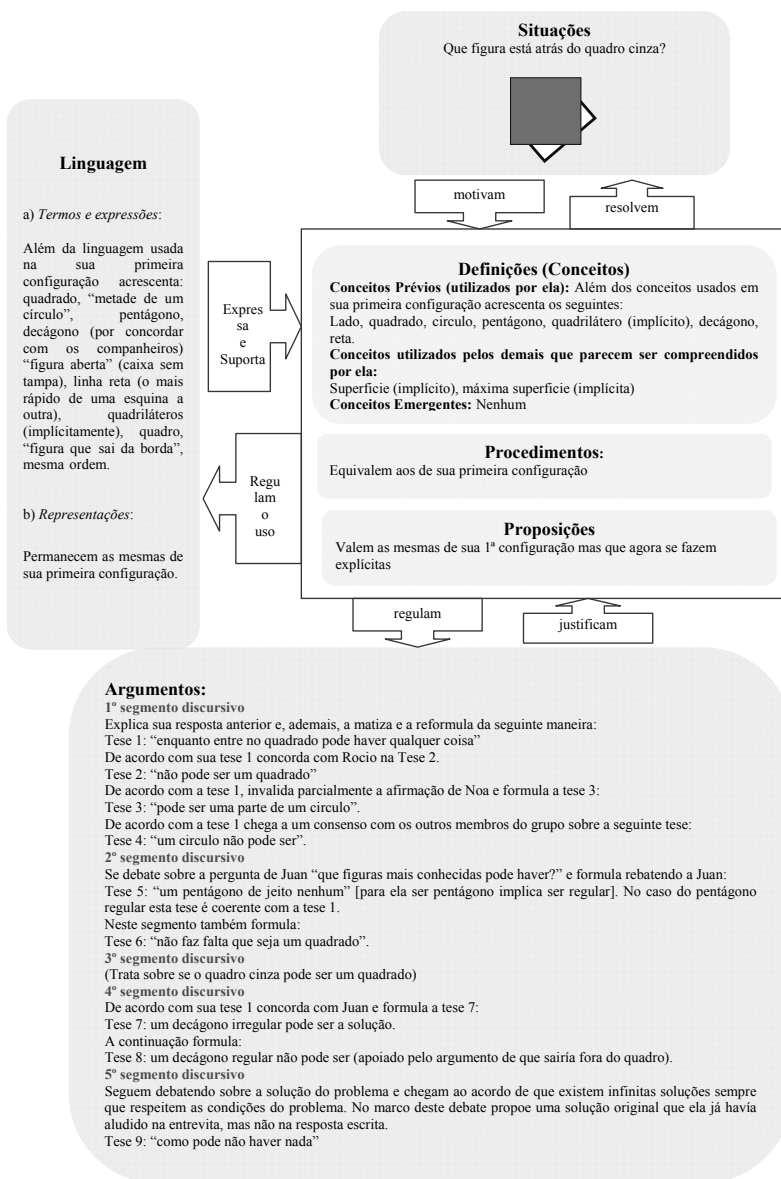 Situações
Que figura está atrás do quadro cinza?
Linguagem
a) Termos e expressões:
Além da linguagem usada
na sua primeira
configuração acrescenta:
quadrado, “metade de um
círculo”, pentágono,
decágono (por concordar
com os companheiros)
“figura aberta” (caixa sem
tampa), linha reta (o mais
rápido de uma esquina a
outra), quadriláteros
(implícitamente), quadro,
“figura que sai da borda”,
mesma ordem.
b) Representações:
Permanecem as mesmas de
sua primeira configuração.
motivam
resolvem
Expres
sa
e
Suporta
Regu
lam
o
uso
Definições (Conceitos)
Conceitos Prévios (utilizados por ela): Além dos conceitos usados em
sua primeira configuração acrescenta os seguintes:
Lado, quadrado, circulo, pentágono, quadrilátero (implícito), decágono,
reta.
Conceitos utilizados pelos demais que parecem ser compreendidos
por ela:
Superficie (implícito), máxima superficie (implícita)
Conceitos Emergentes: Nenhum
Procedimentos:
Equivalem aos de sua primeira configuração
Proposições
Valem as mesmas de sua 1ª configuração mas que agora se fazem
explícitas
regulam
justificam
Argumentos:
1º segmento discursivo
Explica sua resposta anterior e, ademais, a matiza e a reformula da seguinte maneira:
Tese 1: “enquanto entre no quadrado pode haver qualquer coisa”
De acordo com sua tese 1 concorda com Rocio na Tese 2.
Tese 2: “não pode ser um quadrado”
De acordo com a tese 1, invalida parcialmente a afirmação de Noa e formula a tese 3:
Tese 3: “pode ser uma parte de um circulo”.
De acordo com a tese 1 chega a um consenso com os outros membros do grupo sobre a seguinte tese:
Tese 4: “um circulo não pode ser”.
2º segmento discursivo
Se debate sobre a pergunta de Juan “que figuras mais conhecidas pode haver?” e formula rebatendo a Juan:
Tese 5: “um pentágono de jeito nenhum” [para ela ser pentágono implica ser regular]. No caso do pentágono
regular esta tese é coerente com a tese 1.
Neste segmento também formula:
Tese 6: “não faz falta que seja um quadrado”.
3º segmento discursivo
(Trata sobre se o quadro cinza pode ser um quadrado)
4º segmento discursivo
De acordo com sua tese 1 concorda com Juan e formula a tese 7:
Tese 7: um decágono irregular pode ser a solução.
A continuação formula:
Tese 8: um decágono regular não pode ser (apoiado pelo argumento de que sairía fora do quadro).
5º segmento discursivo
Seguem debatendo sobre a solução do problema e chegam ao acordo de que existem infinitas soluções sempre
que respeitem as condições do problema. No marco deste debate propoe uma solução original que ela já havía
aludido na entrevita, mas não na resposta escrita.
Tese 9: “como pode não haver nada”